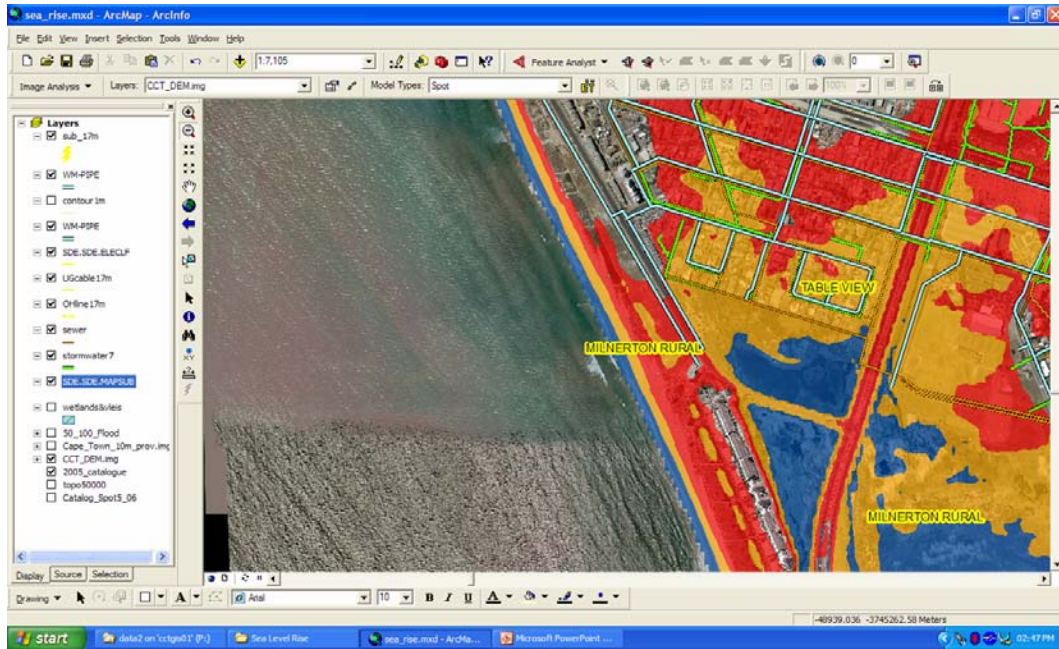 sea_rise.mxd - ArcMap - ArcInfo
File Edit View Insert Selection Tools Window Help
1:7,105
Feature Analyst
0
Image Analysis
Layers: CCT_DEM.img
Model Types: Spot
100%
Layers
sub_17m
WM-PIPE
contour1m
WM-PIPE
SDE.SDE.ELECLF
UGcable17m
OHline17m
sewer
stormwater7
SDE.SDE.MAPSUB
wetlands&vleis
50_100_Flood
Cape_Town_10m_prov.img
CCT_DEM.img
2005_catalogue
topo50000
Catalog_Spot5_06
TABLE VIEW
MILNERTON RURAL
MILNERTON RURAL
Display Source Selection
Drawing
A
Arial
10
B I U A
-48939.036 -3745262.58 Meters
start
data2 on 'cctgis01' (P:)
Sea Level Rise
sea_rise.mxd - ArcMa...
Microsoft PowerPoint ...
02:47 PM